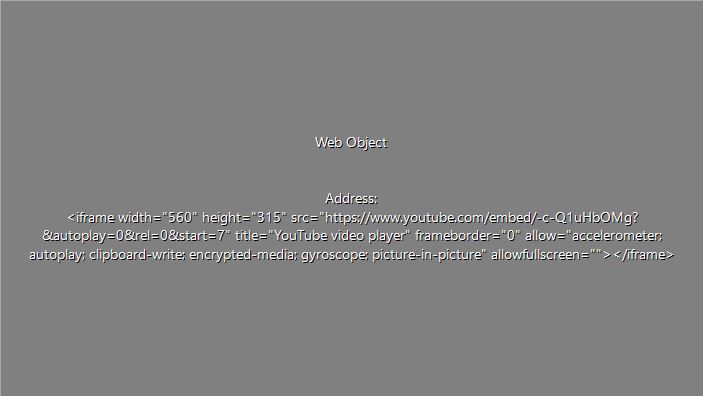 Web Object
Address:
<iframe width="560" height="315" src="https://www.youtube.com/embed/-c-Q1uHbOMg?
&autoplay=0&rel=0&start=7" title="YouTube video player" frameborder="0" allow="accelerometer;
autoplay; clipboard-write; encrypted-media; gyroscope; picture-in-picture" allowfullscreen=""></iframe>